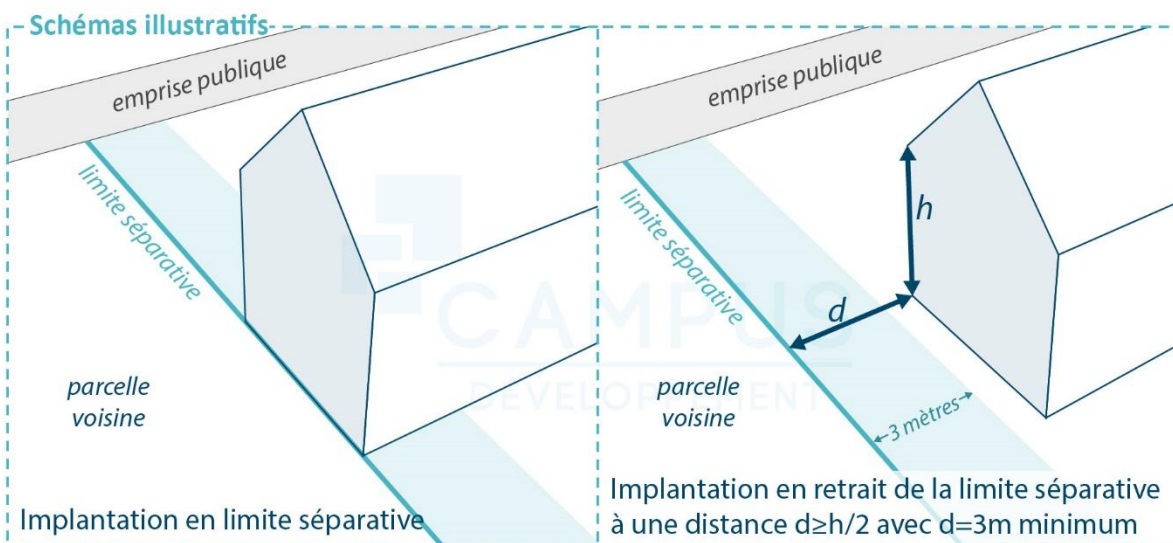 Schémas illustratifs
emprise publique
limite séparative
parcelle
voisine
Implantation en limite séparative
emprise publique
limite séparative
h
d
3 mètres
parcelle
voisine
Implantation en retrait de la limite séparative
à une distance d≥h/2 avec d=3m minimum
CAMPUS
DÉVELOPPEMENT